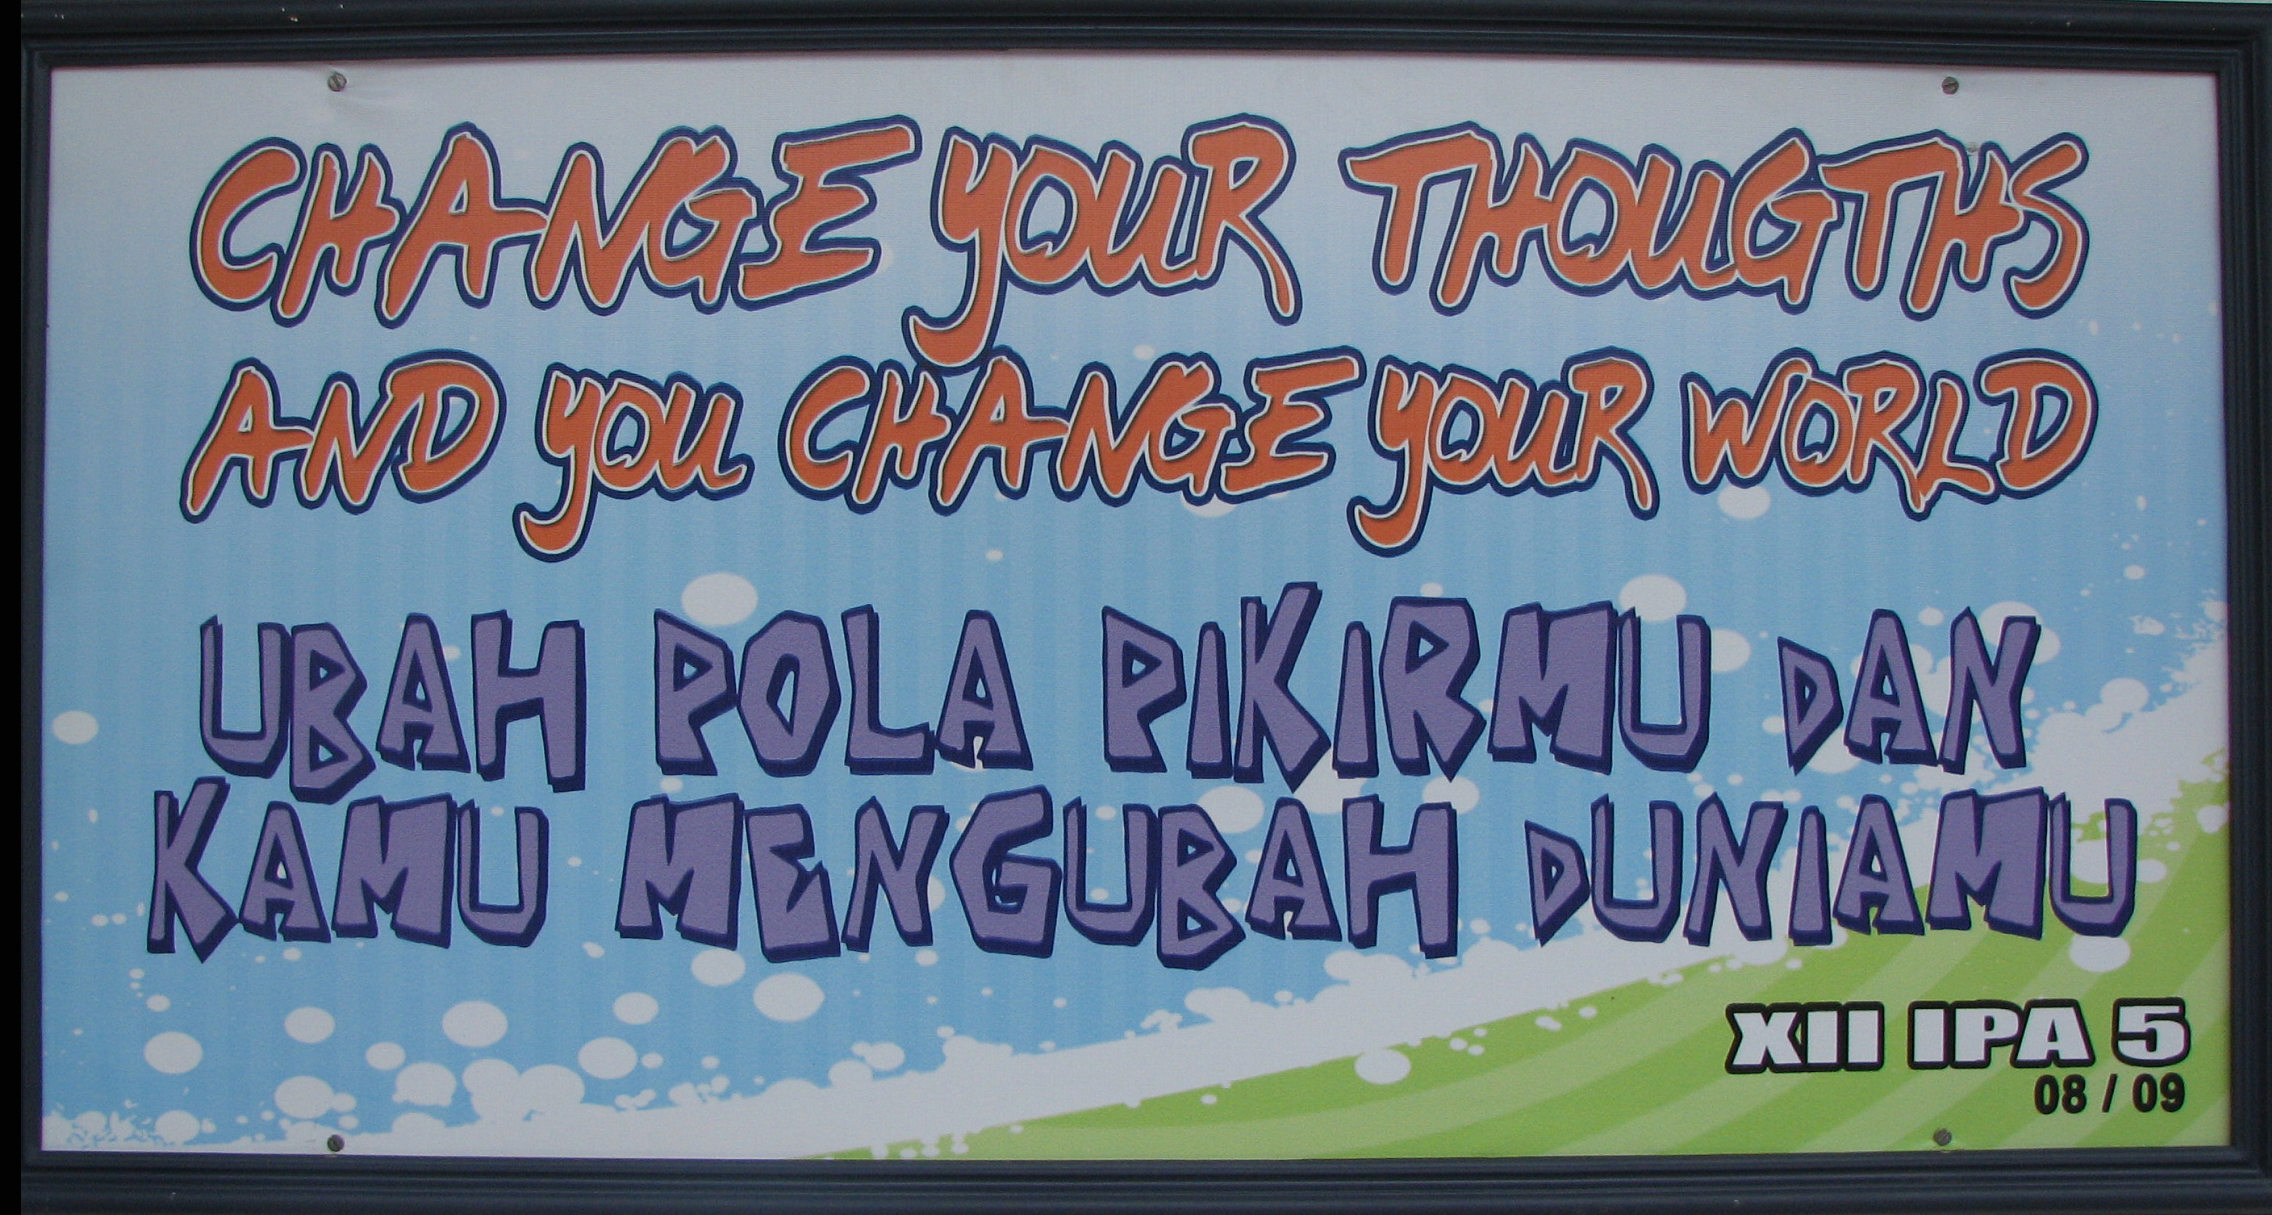 CHANGE YOUR THOUGTHS
AND YOU CHANGE YOUR WORLD
UBAH POLA PIKIRMU DAN
KAMU MENGUBAH DUNIAMU
XII IPA 5
08 / 09